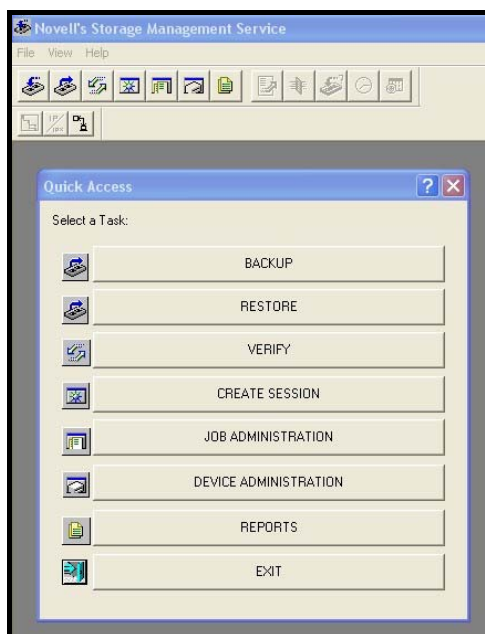 Novell's Storage Management Service
File View Help
Quick Access
Select a Task:
BACKUP
RESTORE
VERIFY
CREATE SESSION
JOB ADMINISTRATION
DEVICE ADMINISTRATION
REPORTS
EXIT